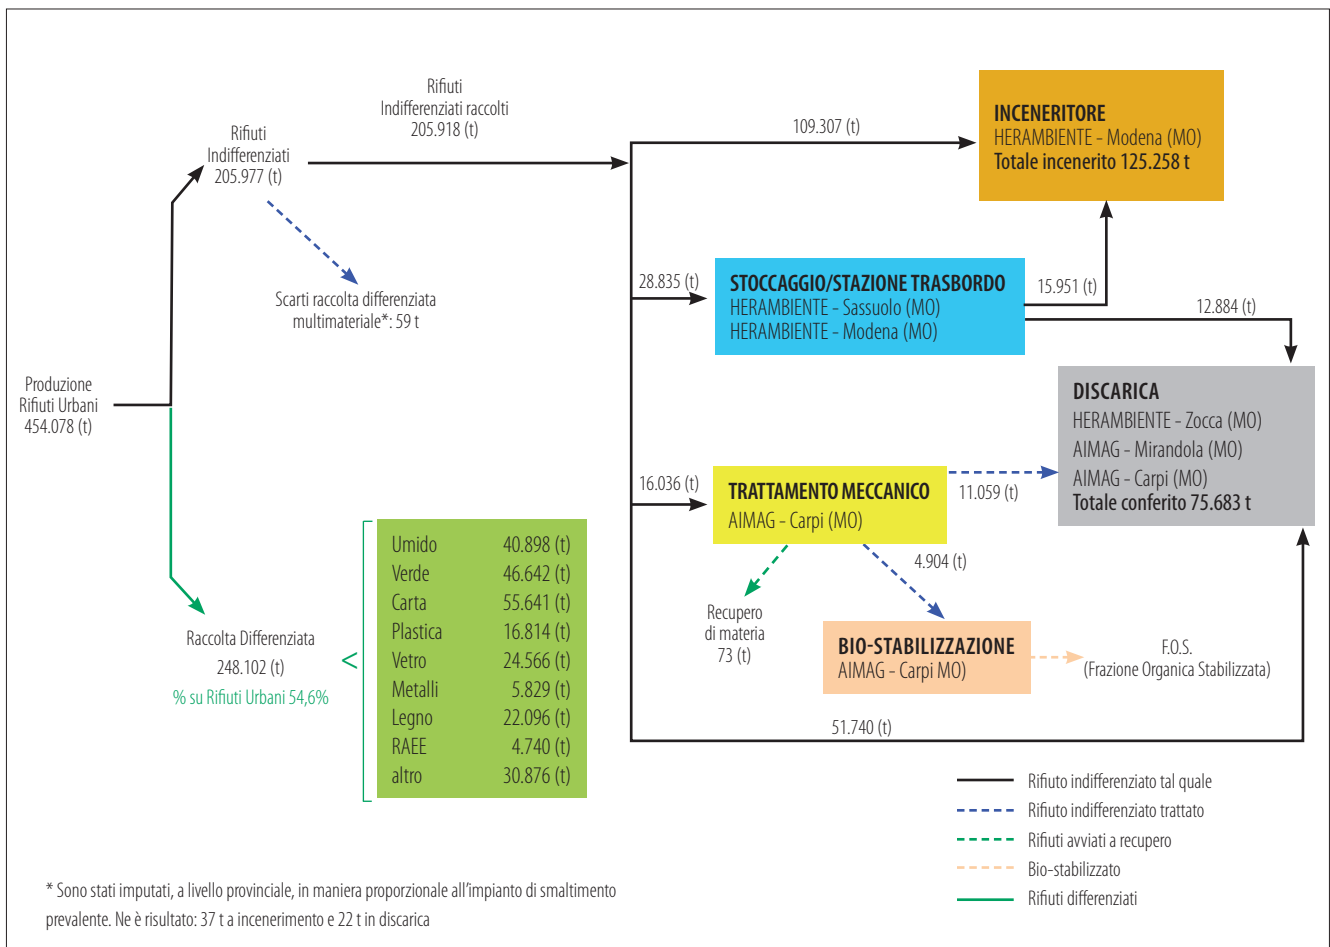 Rifiuti
Indifferenziati raccolti
205.918 (t)
Rifiuti
Indifferenziati
205.977 (t)
109.307 (t)
INCENERITORE
HERAMBIENTE - Modena (MO)
Totale incenerito 125.258 t
Scarti raccolta differenziata
multimateriale*: 59 t
28.835 (t)
STOCCAGGIO/STAZIONE TRASBORDO
HERAMBIENTE - Sassuolo (MO)
HERAMBIENTE - Modena (MO)
15.951 (t)
12.884 (t)
Produzione
Rifiuti Urbani
454.078 (t)
DISCARICA
HERAMBIENTE - Zocca (MO)
AIMAG - Mirandola (MO)
AIMAG - Carpi (MO)
Totale conferito 75.683 t
16.036 (t)
TRATTAMENTO MECCANICO
AIMAG - Carpi (MO)
11.059 (t)
4.904 (t)
Recupero
di materia
73 (t)
BIO-STABILIZZAZIONE
AIMAG - Carpi MO)
F.O.S.
(Frazione Organica Stabilizzata)
51.740 (t)
Raccolta Differenziata
248.102 (t)
% su Rifiuti Urbani 54,6%
<
Umido 40.898 (t)
Verde 46.642 (t)
Carta 55.641 (t)
Plastica 16.814 (t)
Vetro 24.566 (t)
Metalli 5.829 (t)
Legno 22.096 (t)
RAEE 4.740 (t)
altro 30.876 (t)
Rifiuto indifferenziato tal quale
Rifiuto indifferenziato trattato
Rifiuti avviati a recupero
Bio-stabilizzato
Rifiuti differenziati
* Sono stati imputati, a livello provinciale, in maniera proporzionale all'impianto di smaltimento
prevalente. Ne è risultato: 37 t a incenerimento e 22 t in discarica